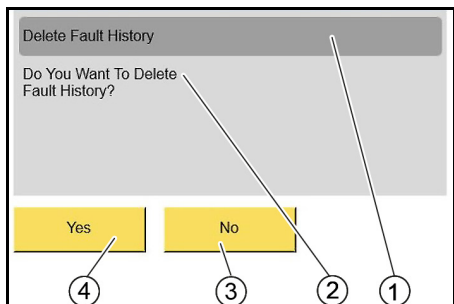 Delete Fault History
Do You Want To Delete
Fault History?
Yes
No
4
3
2
1